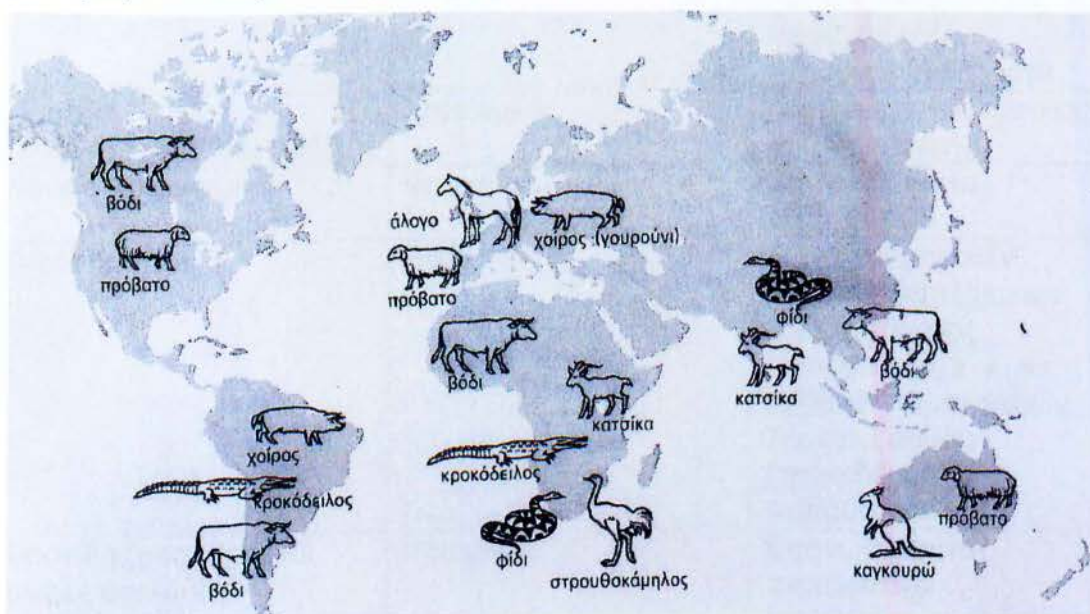 βόδι
πρόβατο
άλογο
χοίρος (γουρούνι)
πρόβατο
βόδι
κατσίκα
φίδι
κατσίκα
βόδι
χοίρος
κροκόδειλος
βόδι
κροκόδειλος
φίδι
στρουθοκάμηλος
καγκουρώ
πρόβατο